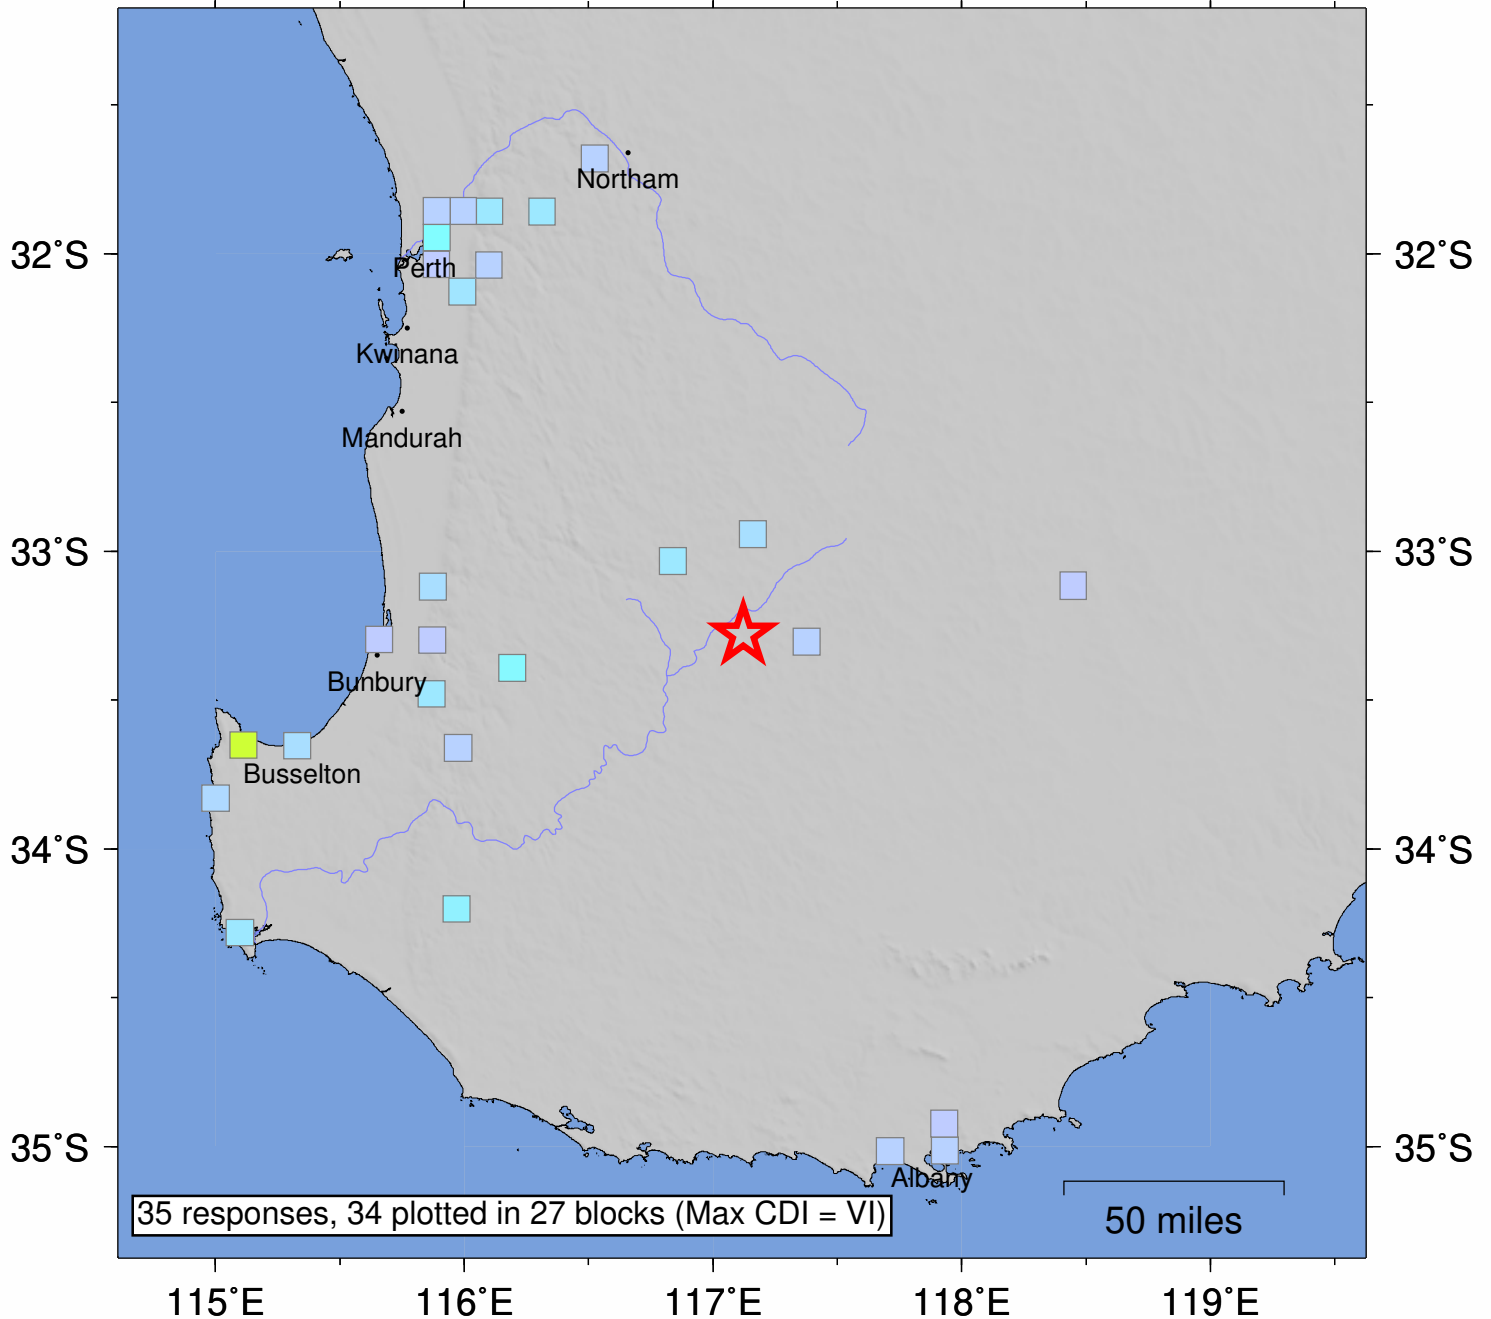 Northam
32°S
32°S
Perth
Kwinana
Mandurah
33°S
33°S
Bunbury
Busselton
34°S
34°S
35°S
35°S
Albany
35 responses, 34 plotted in 27 blocks (Max CDI = VI)
50 miles
115°E
116°E
117°E
118°E
119°E